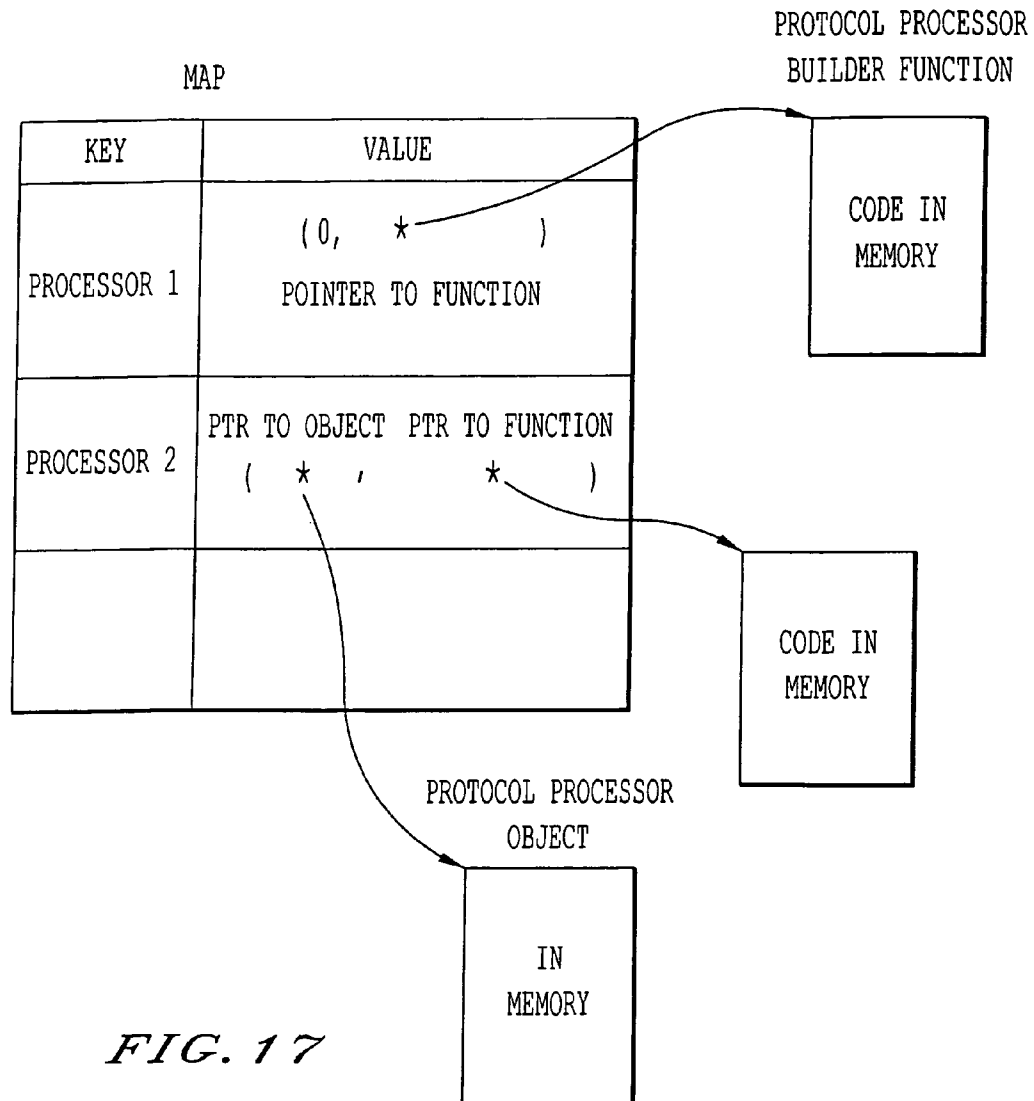 PROTOCOL PROCESSOR
BUILDER FUNCTION
MAP
KEY VALUE
CODE IN
MEMORY
(0, * )
PROCESSOR 1 POINTER TO FUNCTION
PTR TO OBJECT PTR TO FUNCTION
PROCESSOR 2
( * , * )
CODE IN
MEMORY
PROTOCOL PROCESSOR
OBJECT
IN
MEMORY
FIG. 17